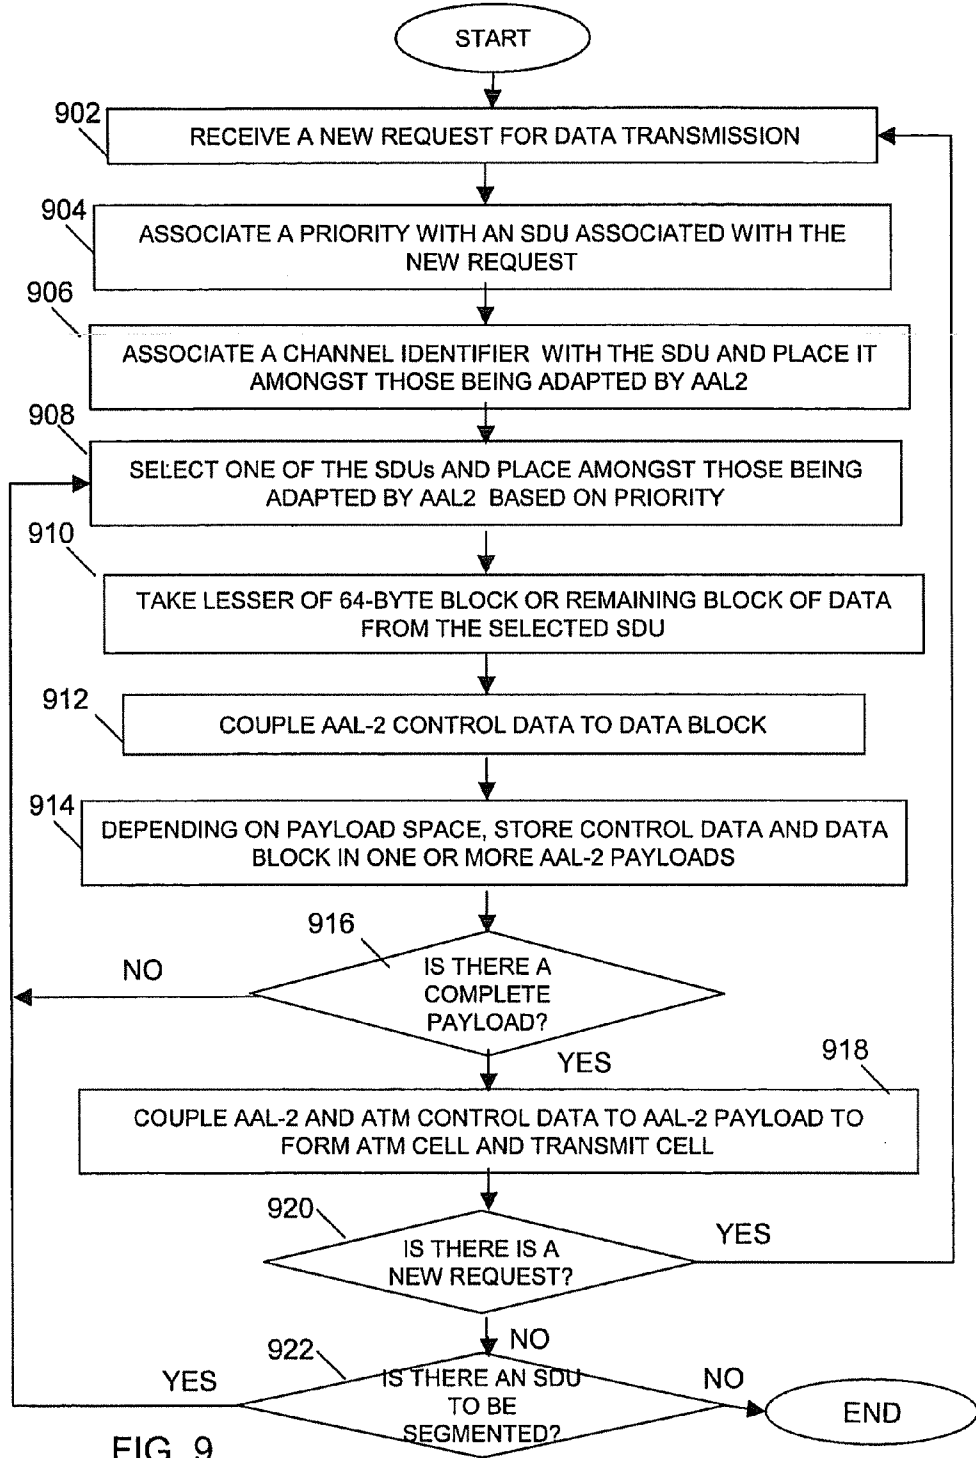 START
902
RECEIVE A NEW REQUEST FOR DATA TRANSMISSION
904
ASSOCIATE A PRIORITY WITH AN SDU ASSOCIATED WITH THE
NEW REQUEST
906
ASSOCIATE A CHANNEL IDENTIFIER WITH THE SDU AND PLACE IT
AMONGST THOSE BEING ADAPTED BY AAL2
908
SELECT ONE OF THE SDUs AND PLACE AMONGST THOSE BEING
ADAPTED BY AAL2 BASED ON PRIORITY
910
TAKE LESSER OF 64-BYTE BLOCK OR REMAINING BLOCK OF DATA
FROM THE SELECTED SDU
912
COUPLE AAL-2 CONTROL DATA TO DATA BLOCK
914
DEPENDING ON PAYLOAD SPACE, STORE CONTROL DATA AND DATA
BLOCK IN ONE OR MORE AAL-2 PAYLOADS
916
IS THERE A
COMPLETE
PAYLOAD?
NO
YES
918
COUPLE AAL-2 AND ATM CONTROL DATA TO AAL-2 PAYLOAD TO
FORM ATM CELL AND TRANSMIT CELL
920
IS THERE IS A
NEW REQUEST?
YES
NO
922
IS THERE AN SDU
TO BE
SEGMENTED?
YES
NO
END
FIG. 9